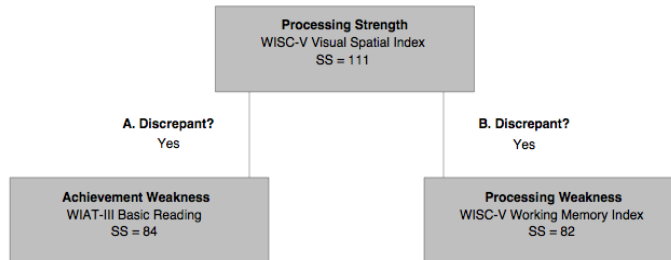 Processing Strength
WISC-V Visual Spatial Index
SS = 111
A. Discrepant?
Yes
B. Discrepant?
Yes
Achievement Weakness
WIAT-III Basic Reading
SS = 84
Processing Weakness
WISC-V Working Memory Index
SS = 82